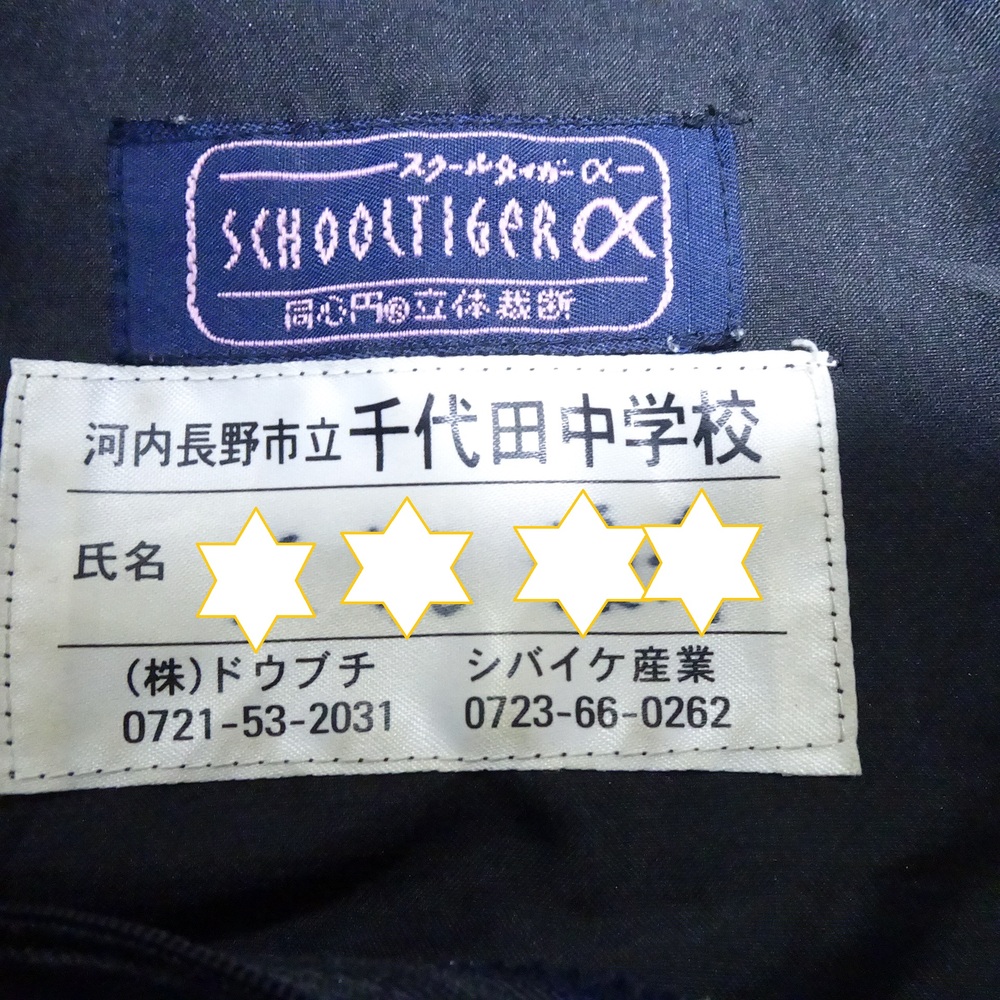 スクールタイガーα
SCHOOLTIGERα
同心円® 立体裁断
河内長野市立千代田中学校
氏名
(株)ドウブチ シバイケ産業
0721-53-2031 0723-66-0262